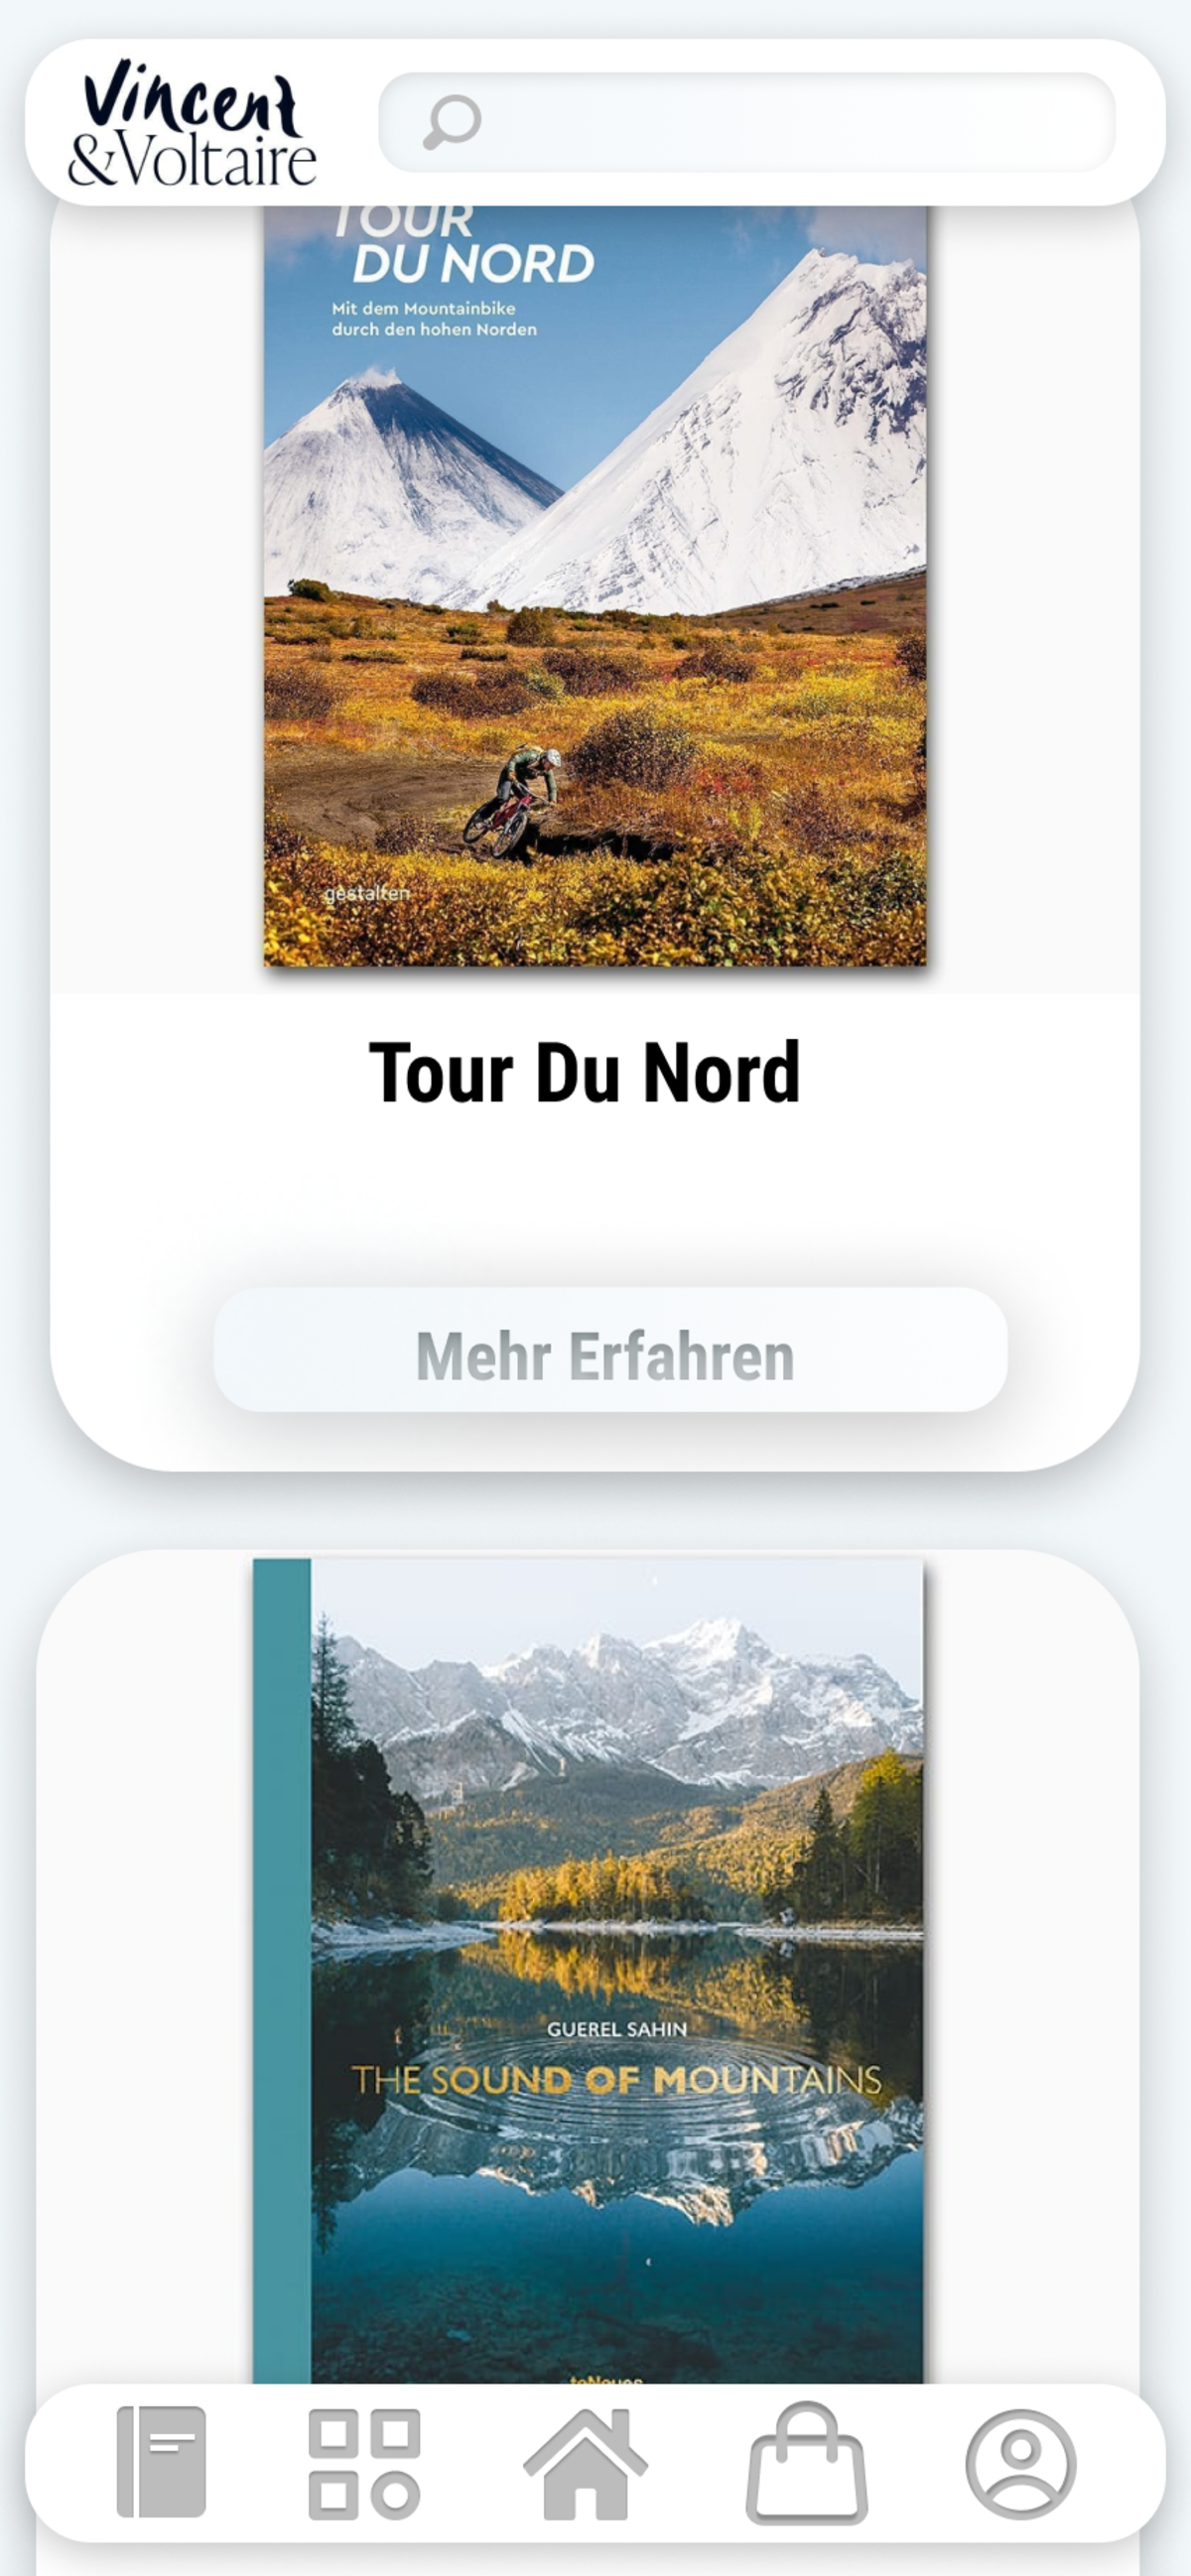 Vincent
&Voltaire
TOUR
DU NORD
Mit dem Mountainbike
durch den hohen Norden
gestalten
Tour Du Nord
Mehr Erfahren
GUEREL SAHIN
THE SOUND OF MOUNTAINS
teNeues